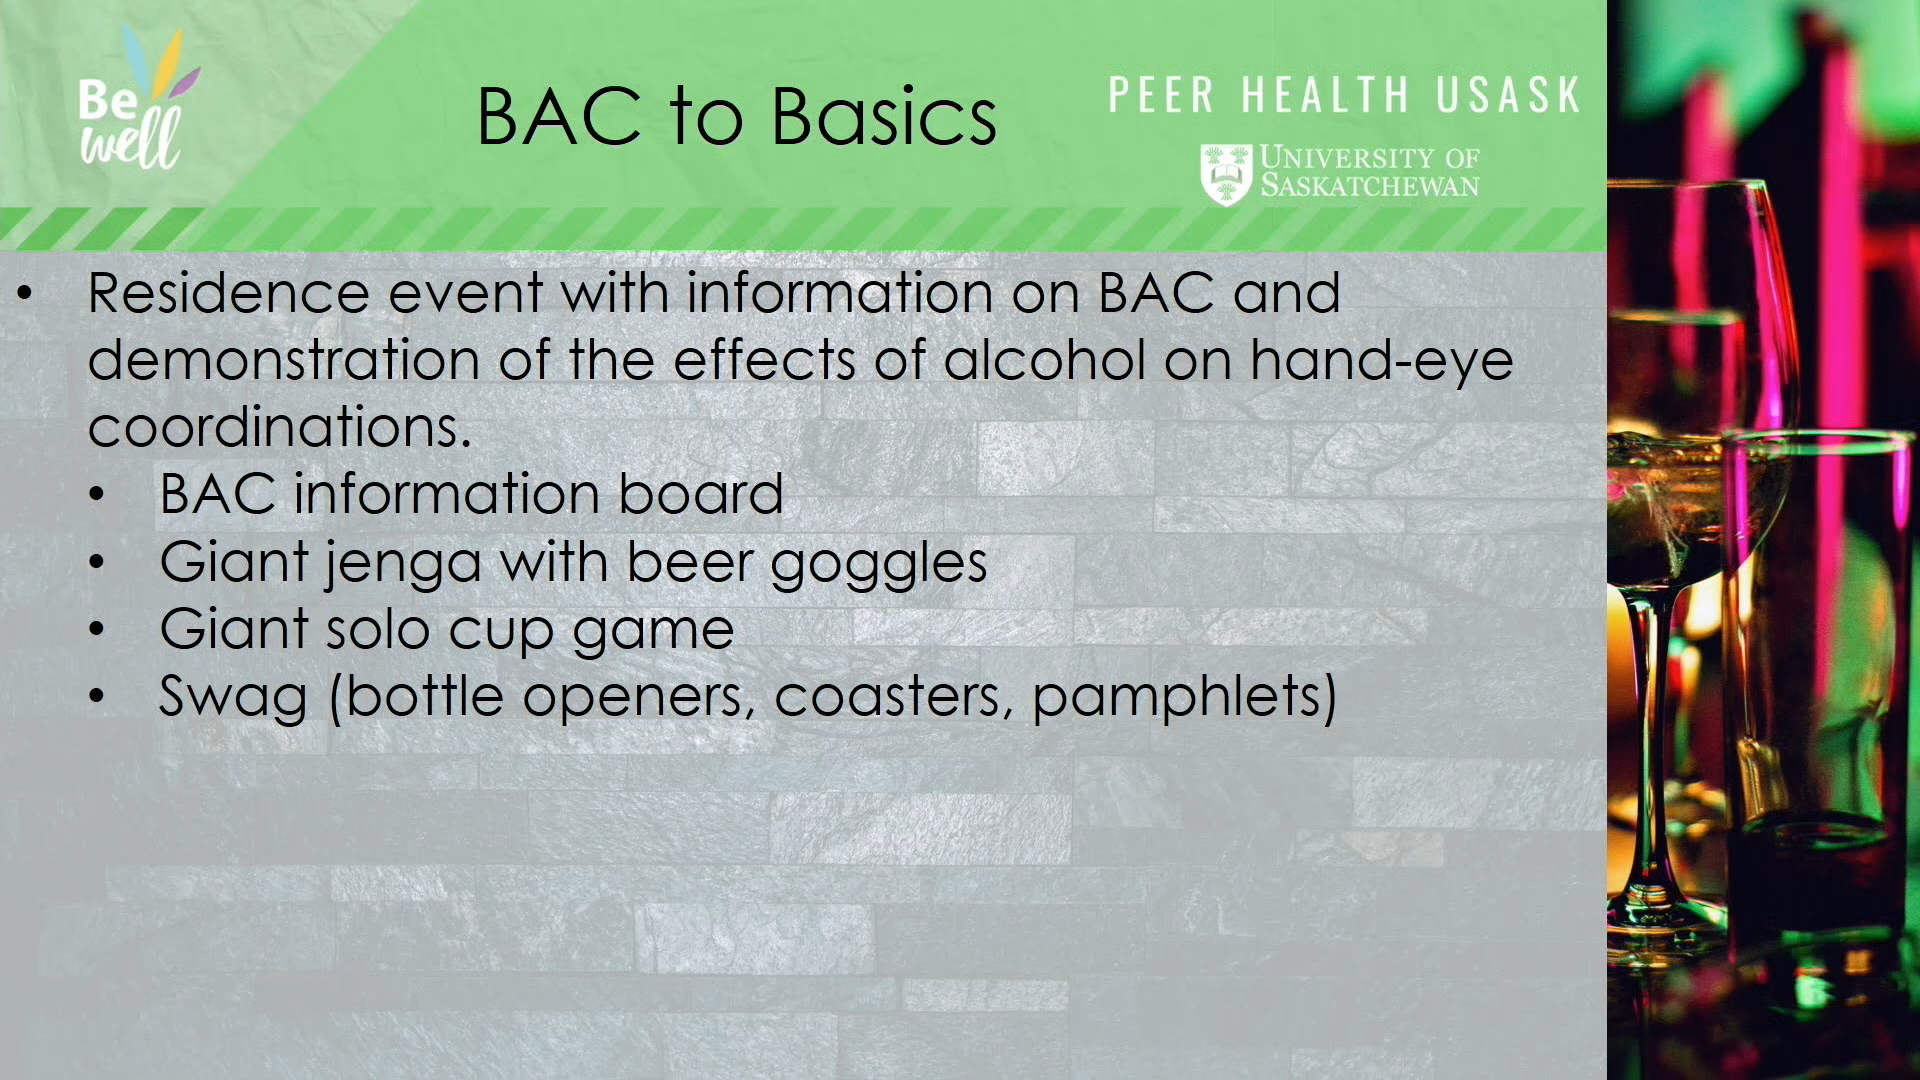 Be
well
BAC to Basics
PEER HEALTH USASK
UNIVERSITY OF
SASKATCHEWAN
• Residence event with information on BAC and
demonstration of the effects of alcohol on hand-eye
coordinations.
• BAC information board
• Giant jenga with beer goggles
• Giant solo cup game
• Swag (bottle openers, coasters, pamphlets)